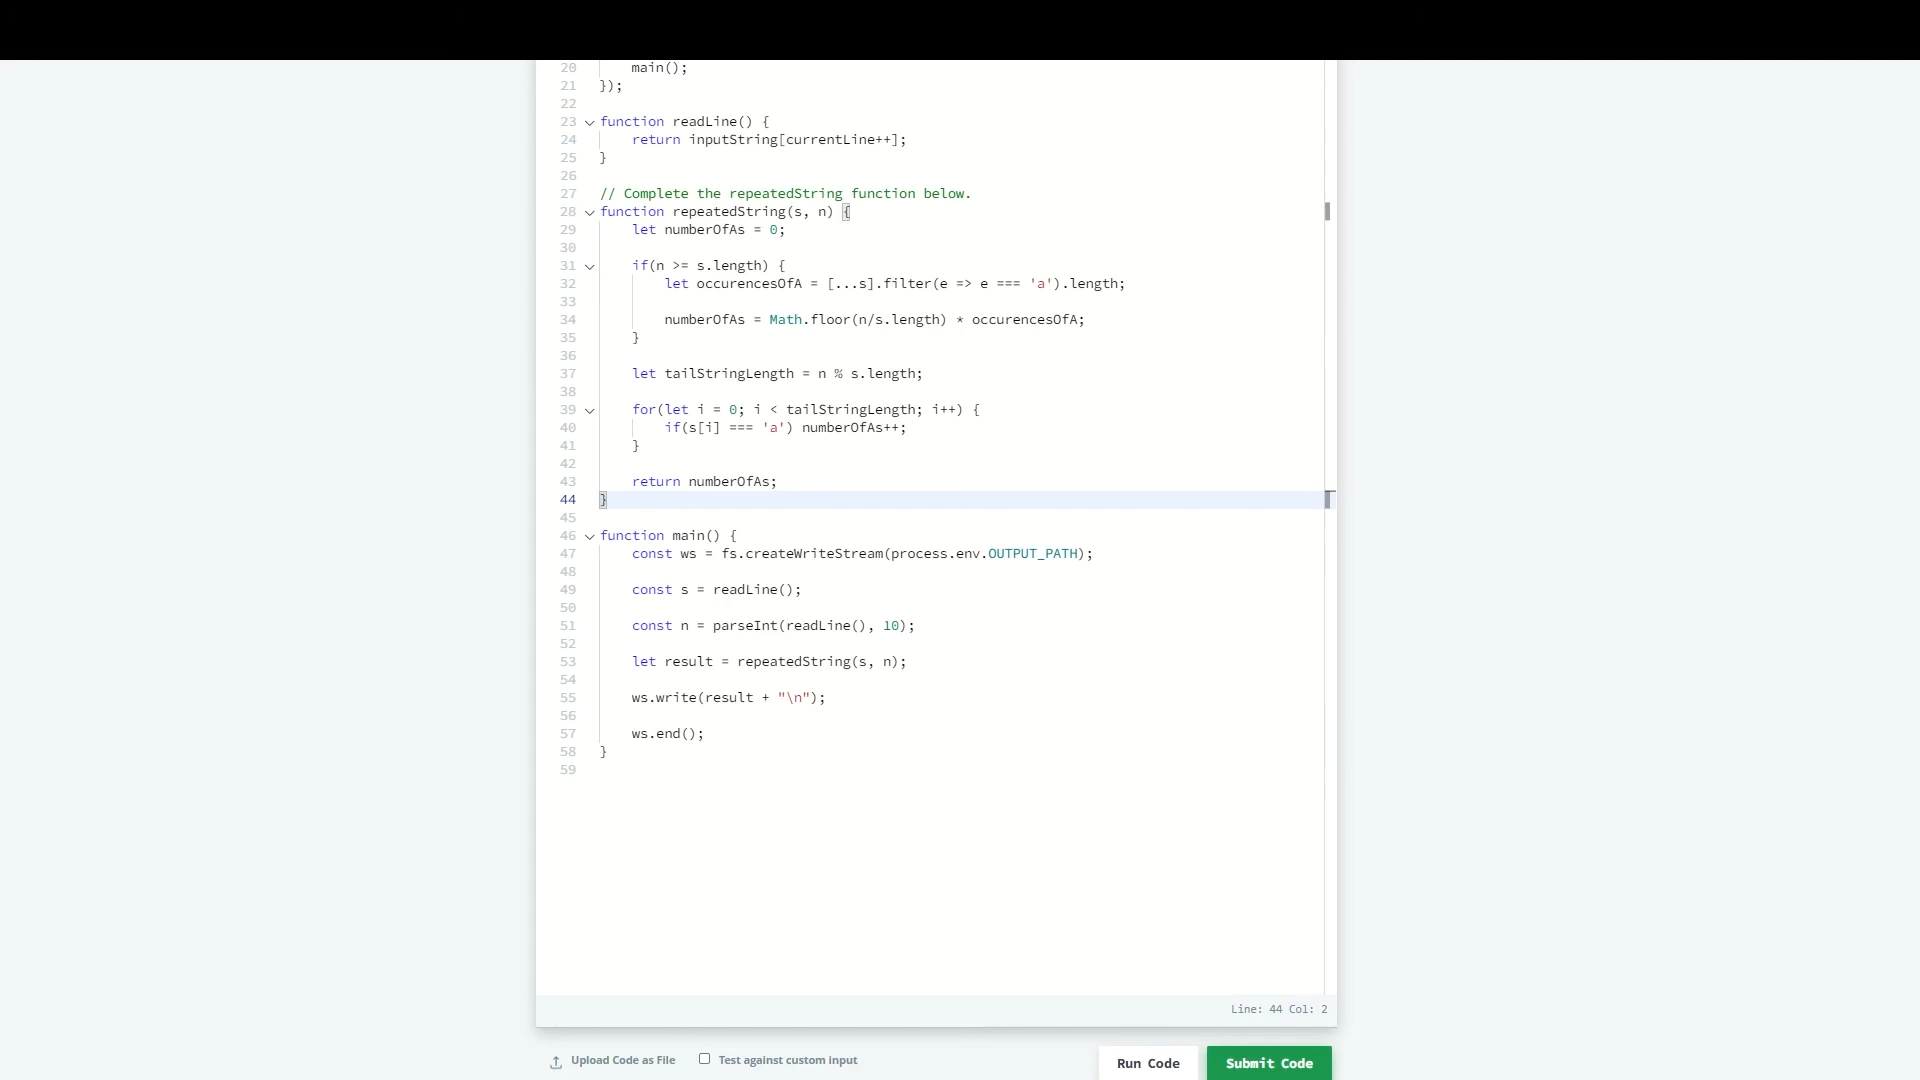 20 main();
21 });
22
23 function readLine() {
24 return inputString[currentLine++];
25 }
26
27 // Complete the repeatedString function below.
28 function repeatedString(s, n) {
29 let numberOfAs = 0;
30
31 if(n >= s.length) {
32 let occurencesOfA = [...s].filter(e => e === 'a').length;
33
34 numberOfAs = Math.floor(n/s.length) * occurencesOfA;
35 }
36
37 let tailStringLength = n % s.length;
38
39 for(let i = 0; i < tailStringLength; i++) {
40 if(s[i] === 'a') numberOfAs++;
41 }
42
43 return numberOfAs;
44 }
45
46 function main() {
47 const ws = fs.createWriteStream(process.env.OUTPUT_PATH);
48
49 const s = readLine();
50
51 const n = parseInt(readLine(), 10);
52
53 let result = repeatedString(s, n);
54
55 ws.write(result + "\n");
56
57 ws.end();
58 }
59
Line: 44 Col: 2
Upload Code as File Test against custom input Run Code Submit Code